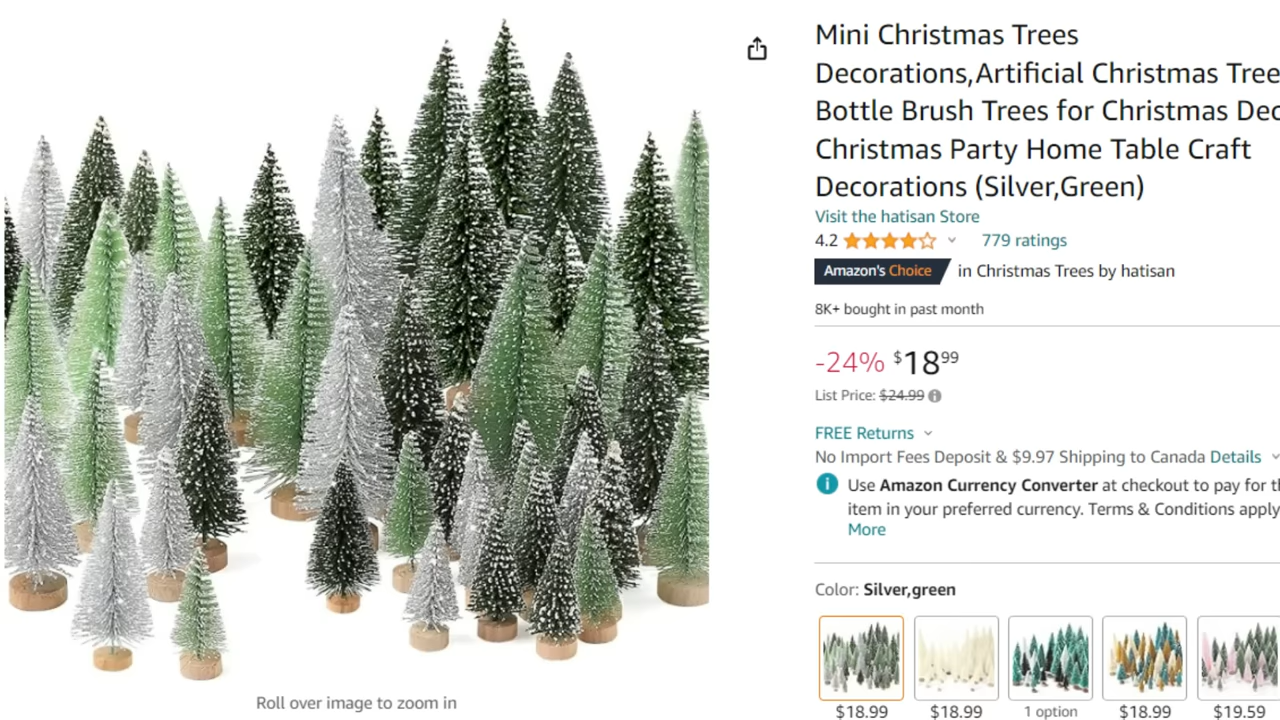 Mini Christmas Trees
Decorations,Artificial Christmas Tree
Bottle Brush Trees for Christmas Dec
Christmas Party Home Table Craft
Decorations (Silver,Green)
Visit the hatisan Store
4.2 779 ratings
Amazon's Choice in Christmas Trees by hatisan
8K+ bought in past month
-24% $18.99
List Price: $24.99
FREE Returns
No Import Fees Deposit & $9.97 Shipping to Canada Details
Use Amazon Currency Converter at checkout to pay for th
item in your preferred currency. Terms & Conditions apply
More
Color: Silver,green
$18.99 $18.99 1 option $18.99 $19.59
Roll over image to zoom in